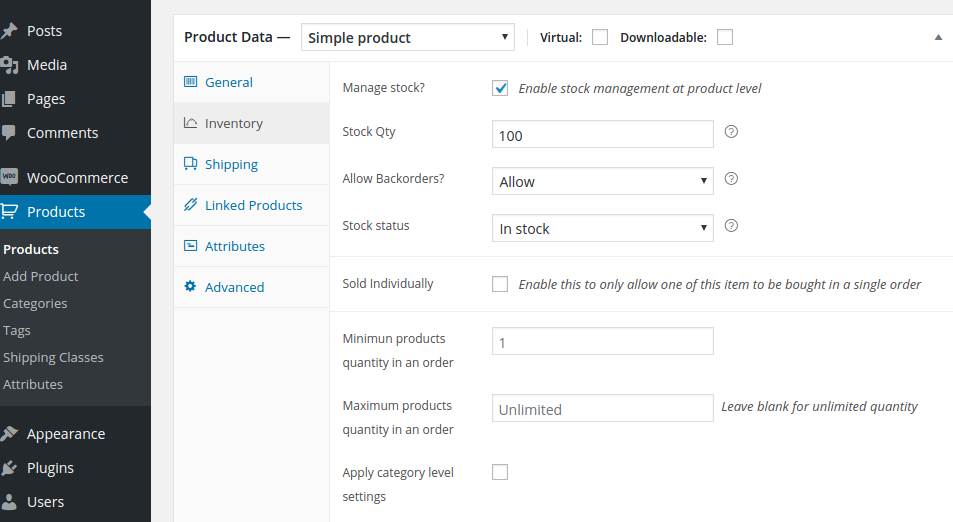 Posts
Media
Pages
Comments
WOO
WooCommerce
Products
Products
Add Product
Categories
Tags
Shipping Classes
Attributes
Appearance
Plugins
Users
Product Data — Simple product Virtual: Downloadable:
General
Inventory
Shipping
Linked Products
Attributes
Advanced
Manage stock? Enable stock management at product level
Stock Qty 100 ?
Allow Backorders? Allow ?
Stock status In stock ?
Sold Individually Enable this to only allow one of this item to be bought in a single order
Minimun products
quantity in an order
1
Maximum products
quantity in an order
Unlimited Leave blank for unlimited quantity
Apply category level
settings